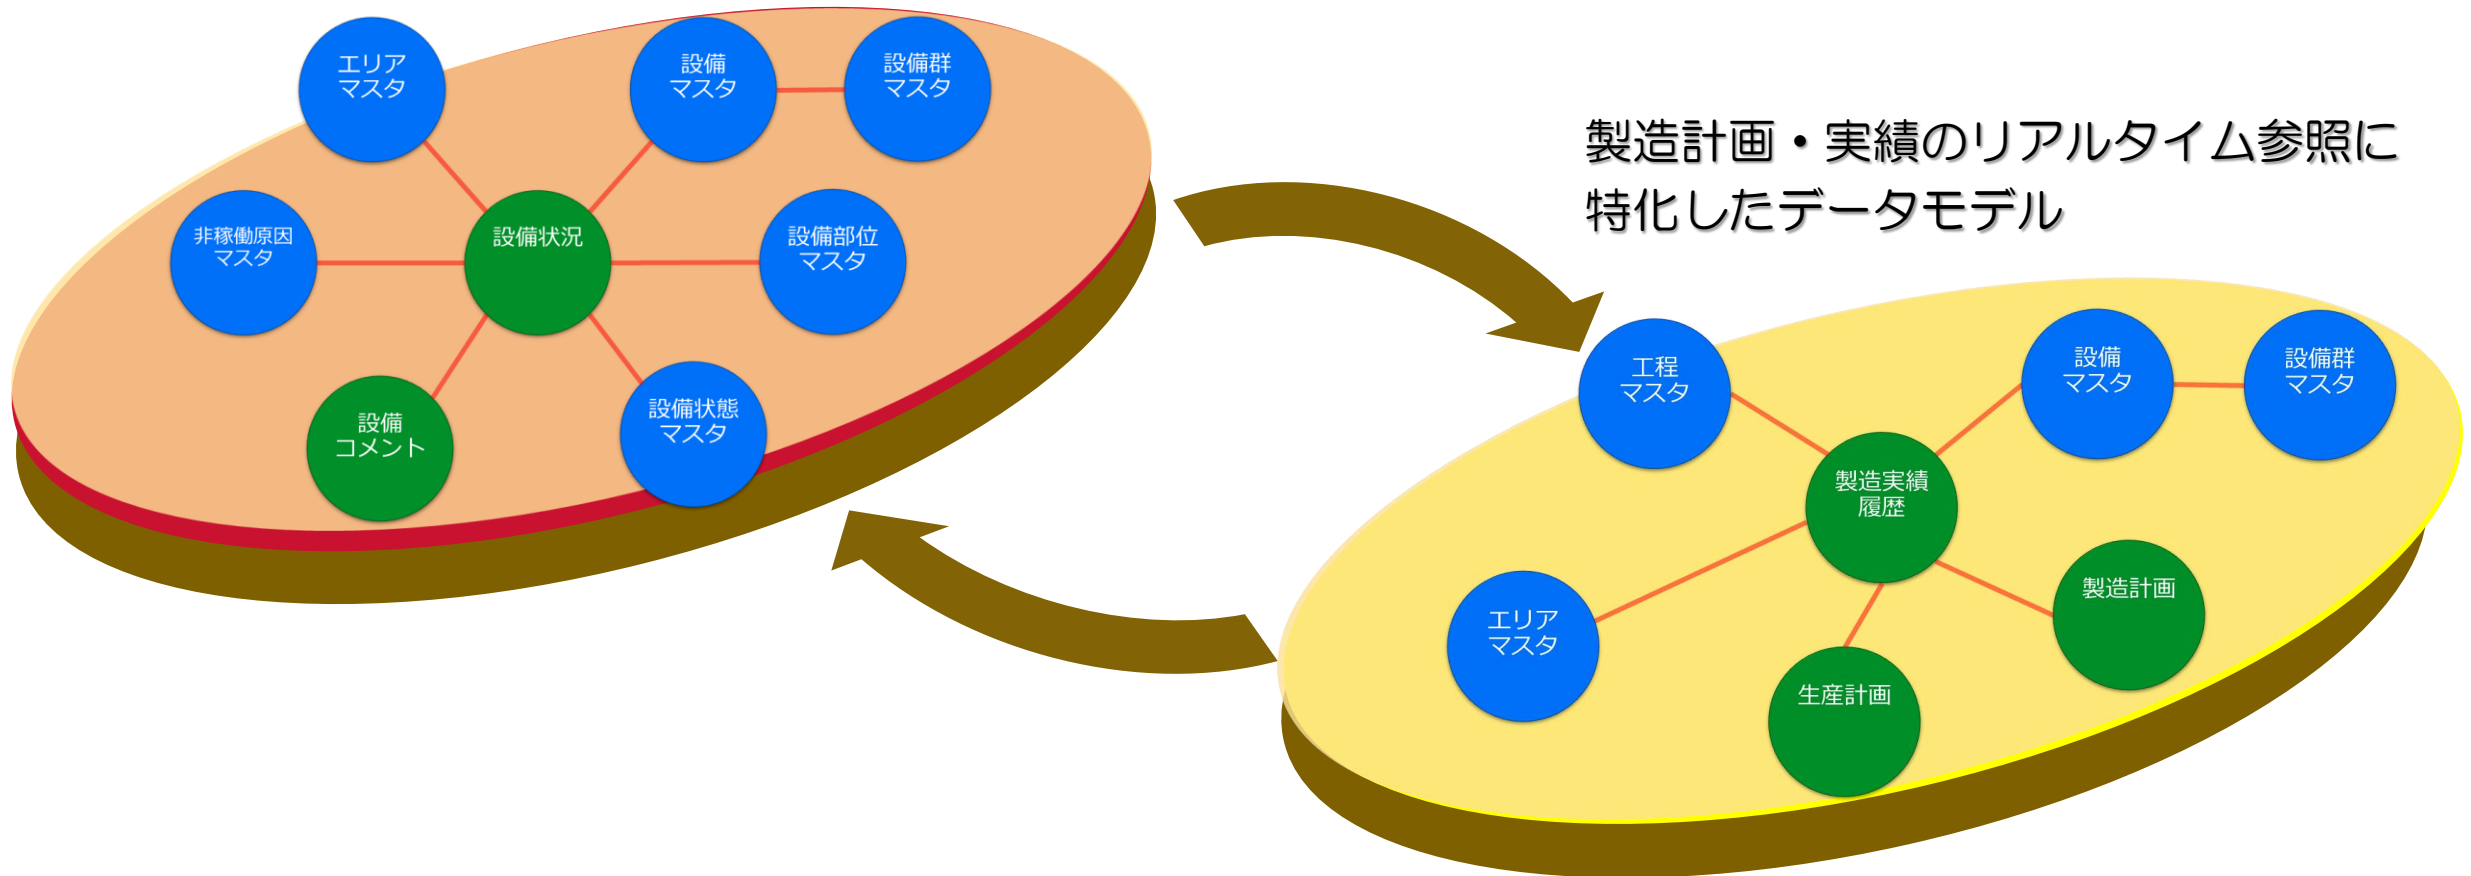 エリア
マスタ
設備
マスタ
設備群
マスタ
非稼働原因
マスタ
設備状況
設備部位
マスタ
設備
コメント
設備状態
マスタ
製造計画・実績のリアルタイム参照に
特化したデータモデル
工程
マスタ
設備
マスタ
設備群
マスタ
製造実績
履歴
エリア
マスタ
製造計画
生産計画